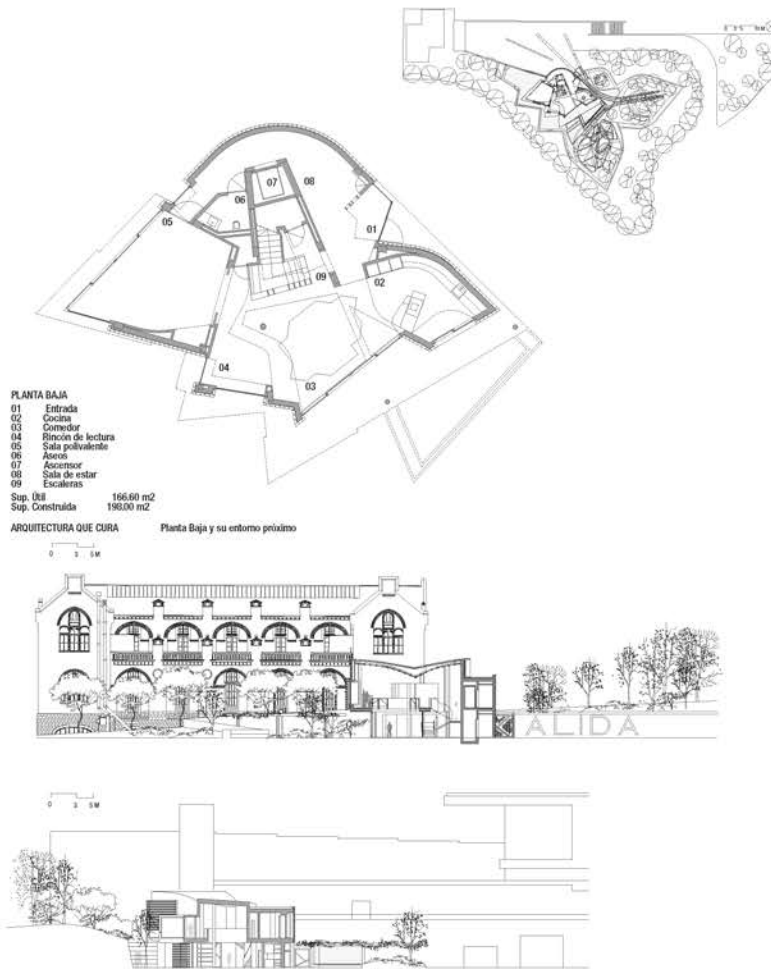 07
08
06
05
01
09
02
04
03
PLANTA BAJA
01 Entrada
02 Cocina
03 Comedor
04 Rincón de lectura
05 Sala polivalente
06 Aseos
07 Ascensor
08 Sala de estar
09 Escaleras
Sup. Útil 166.60 m2
Sup. Construida 198.00 m2
ARQUITECTURA QUE CURA Planta Baja y su entorno próximo
0 3 5 M
ALIDA
0 3 5 M